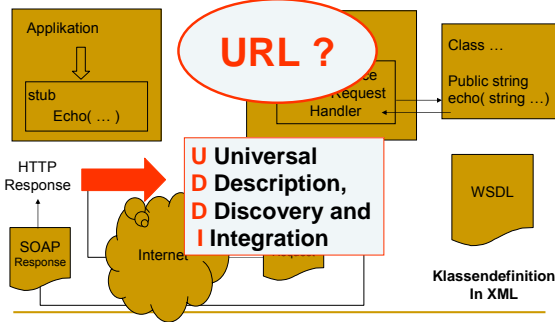 Applikation
stub
Echo( … )
URL ?
Request
Handler
Class …
Public string
echo( string …)
HTTP
Response
U Universal
D Description,
D Discovery and
I Integration
WSDL
SOAP
Response
Internet
Klassendefinition
In XML